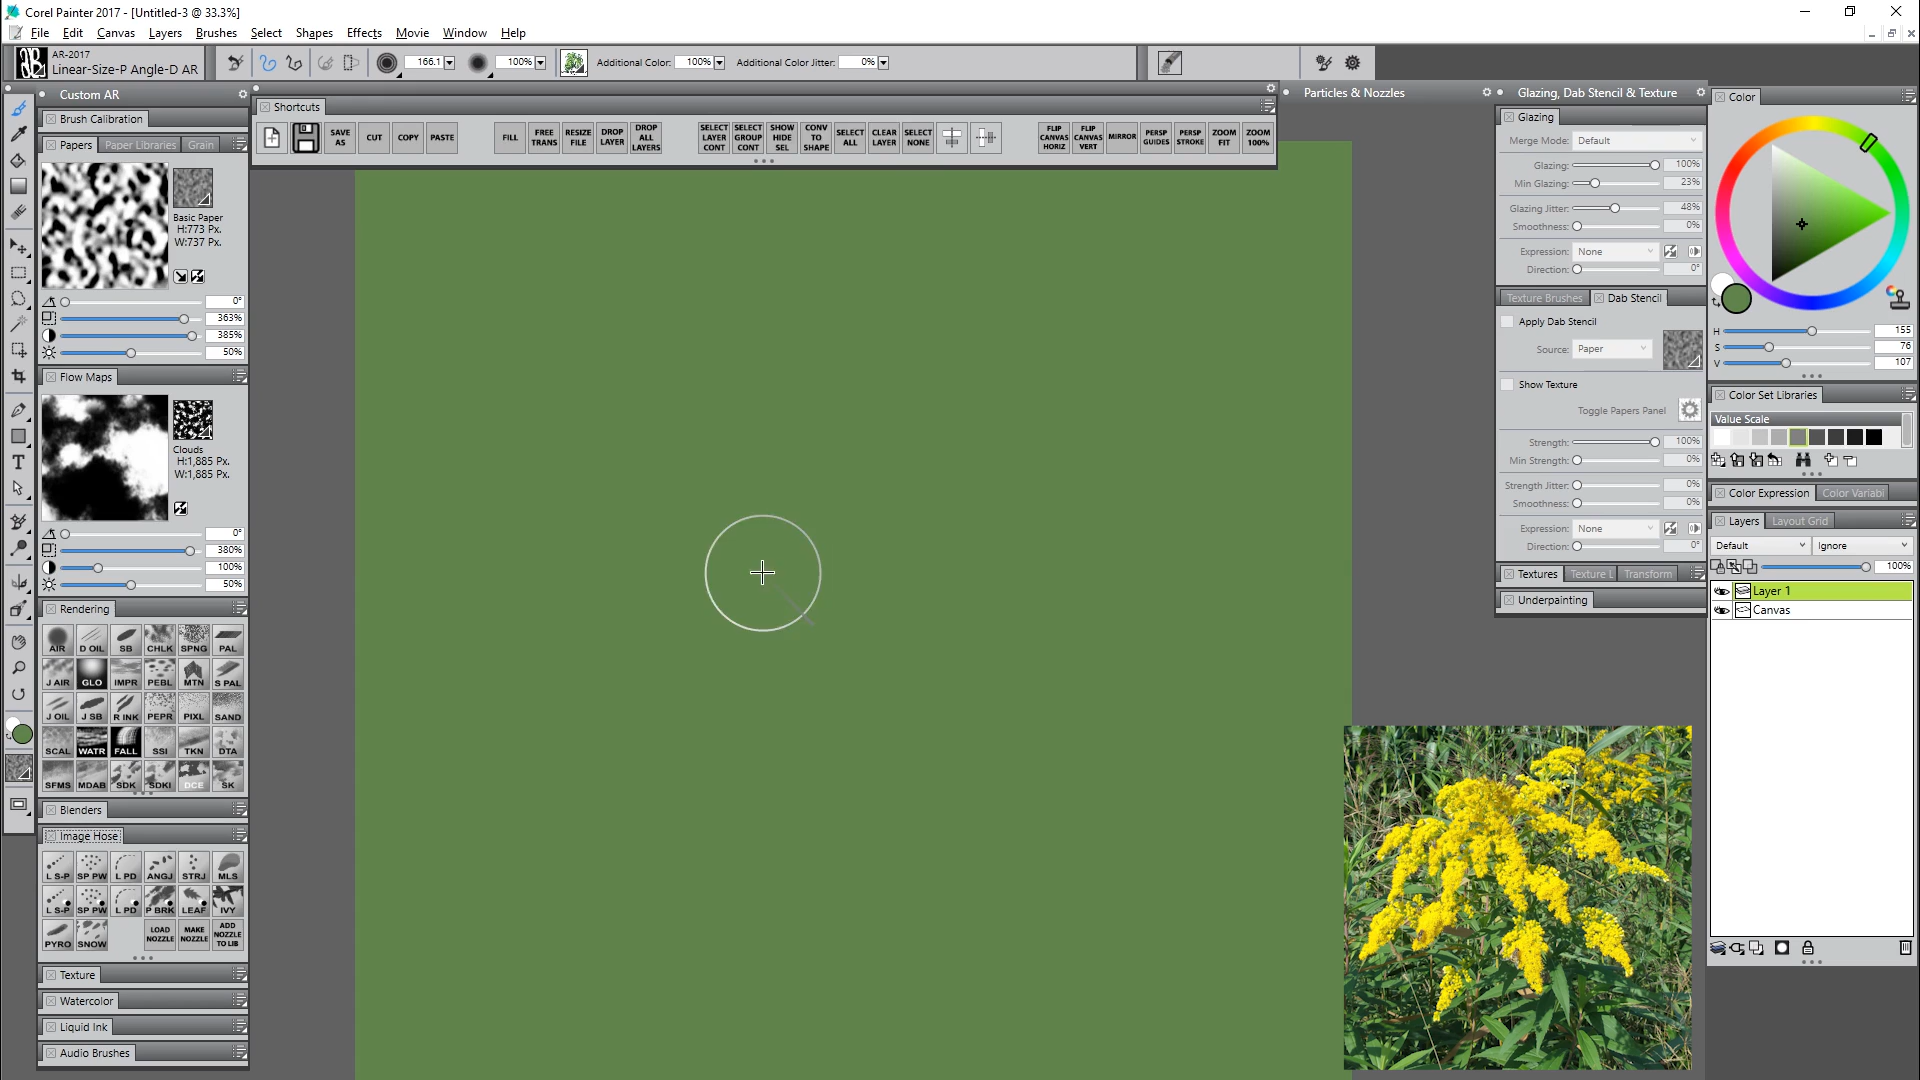 Corel Painter 2017 - [Untitled-3 @ 33.3%]
File Edit Canvas Layers Brushes Select Shapes Effects Movie Window Help
AR-2017
Linear-Size-P Angle-D AR
166.1
100%
Additional Color: 100%
Additional Color Jitter: 0%
Custom AR
Brush Calibration
Papers Paper Libraries Grain
Basic Paper
H:773 Px.
W:737 Px.
0°
363%
385%
50%
Flow Maps
Clouds
H:1,885 Px.
W:1,885 Px.
0°
380%
100%
50%
Rendering
AIR D OIL SB CHLK SPNG PAL
J AIR GLO IMPR PEBL MTN S PAL
J OIL J SB R INK PEPR PIXL SAND
SCAL WATR FALL SSI TKN DTA
SFMS MDAB SDK SDKI DCE SK
Blenders
Image Hose
L S-P SP PW L PD ANGJ STRJ MLS
L S-P SP PW L PD P BRK LEAF IVY
PYRO SNOW LOAD NOZZLE MAKE NOZZLE ADD NOZZLE TO LIB
Texture
Watercolor
Liquid Ink
Audio Brushes
Shortcuts
SAVE AS CUT COPY PASTE FILL FREE TRANS RESIZE FILE DROP LAYER DROP ALL LAYERS SELECT LAYER CONT SELECT GROUP CONT SHOW HIDE SEL CONV TO SHAPE SELECT ALL CLEAR LAYER SELECT NONE FLIP CANVAS HORIZ FLIP CANVAS VERT MIRROR PERSP GUIDES PERSP STROKE ZOOM FIT ZOOM 100%
Particles & Nozzles
Glazing, Dab Stencil & Texture
Glazing
Merge Mode: Default
Glazing: 100%
Min Glazing: 23%
Glazing Jitter: 48%
Smoothness: 0%
Expression: None
Direction: 0°
Texture Brushes Dab Stencil
Apply Dab Stencil
Source: Paper
Show Texture
Toggle Papers Panel
Strength: 100%
Min Strength: 0%
Strength Jitter: 0%
Smoothness: 0%
Expression: None
Direction: 0°
Textures Texture L Transform
Underpainting
Color
H 155
S 76
V 107
Color Set Libraries
Value Scale
Color Expression Color Variabi
Layers Layout Grid
Default Ignore
100%
Layer 1
Canvas